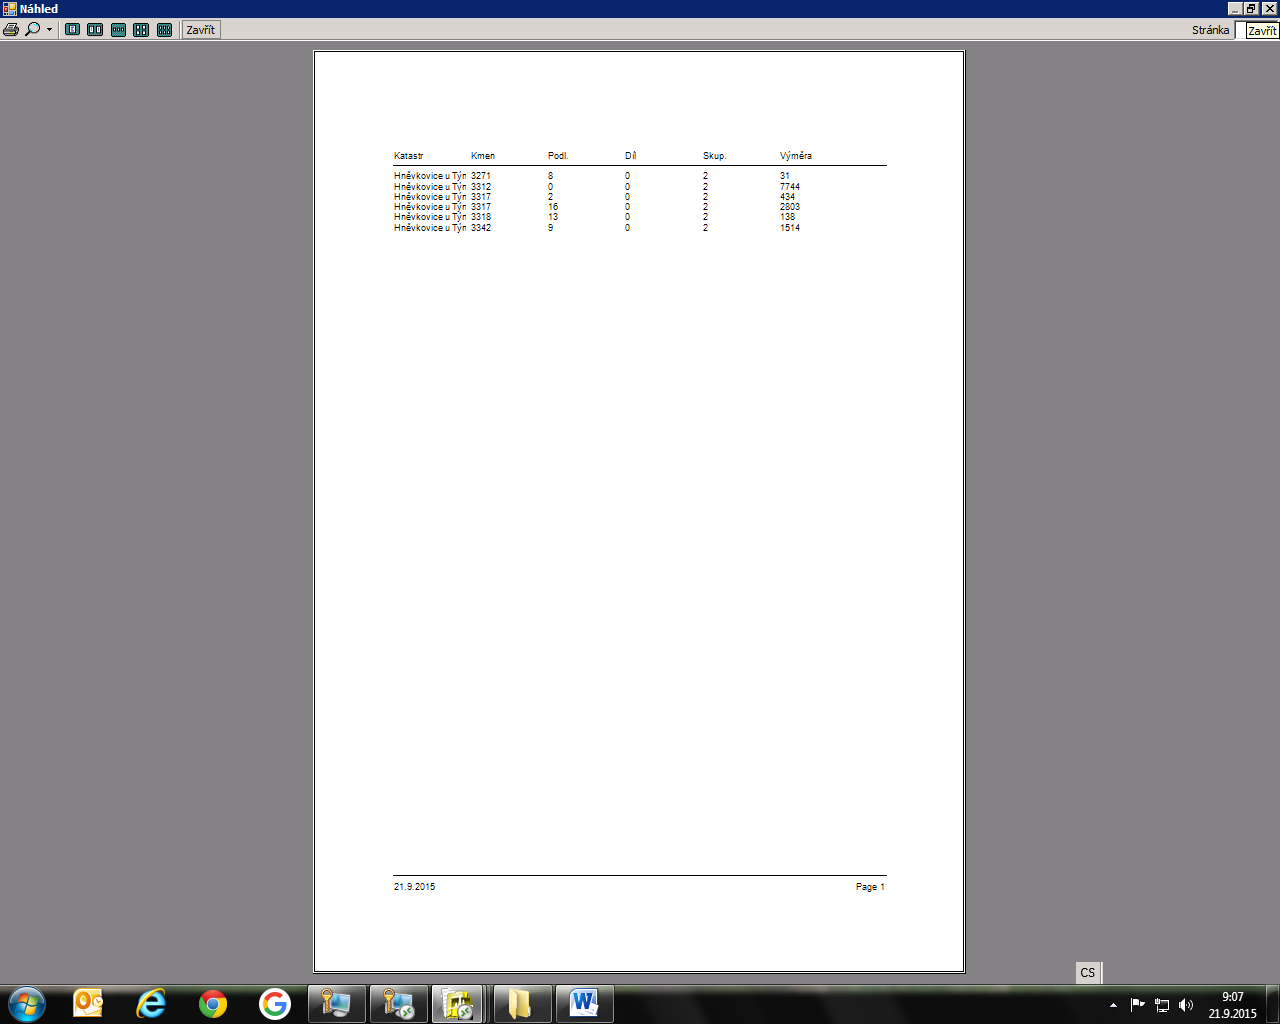 Náhled
Zavřít
Stránka
Zavřít
Katastr Kmen Podl. Díl Skup. Výměra
Hněvkovice u Týn 3271 8 0 2 31
Hněvkovice u Týn 3312 0 0 2 7744
Hněvkovice u Týn 3317 2 0 2 434
Hněvkovice u Týn 3317 16 0 2 2803
Hněvkovice u Týn 3318 13 0 2 138
Hněvkovice u Týn 3342 9 0 2 1514
21.9.2015 Page 1
CS
9:07
21.9.2015